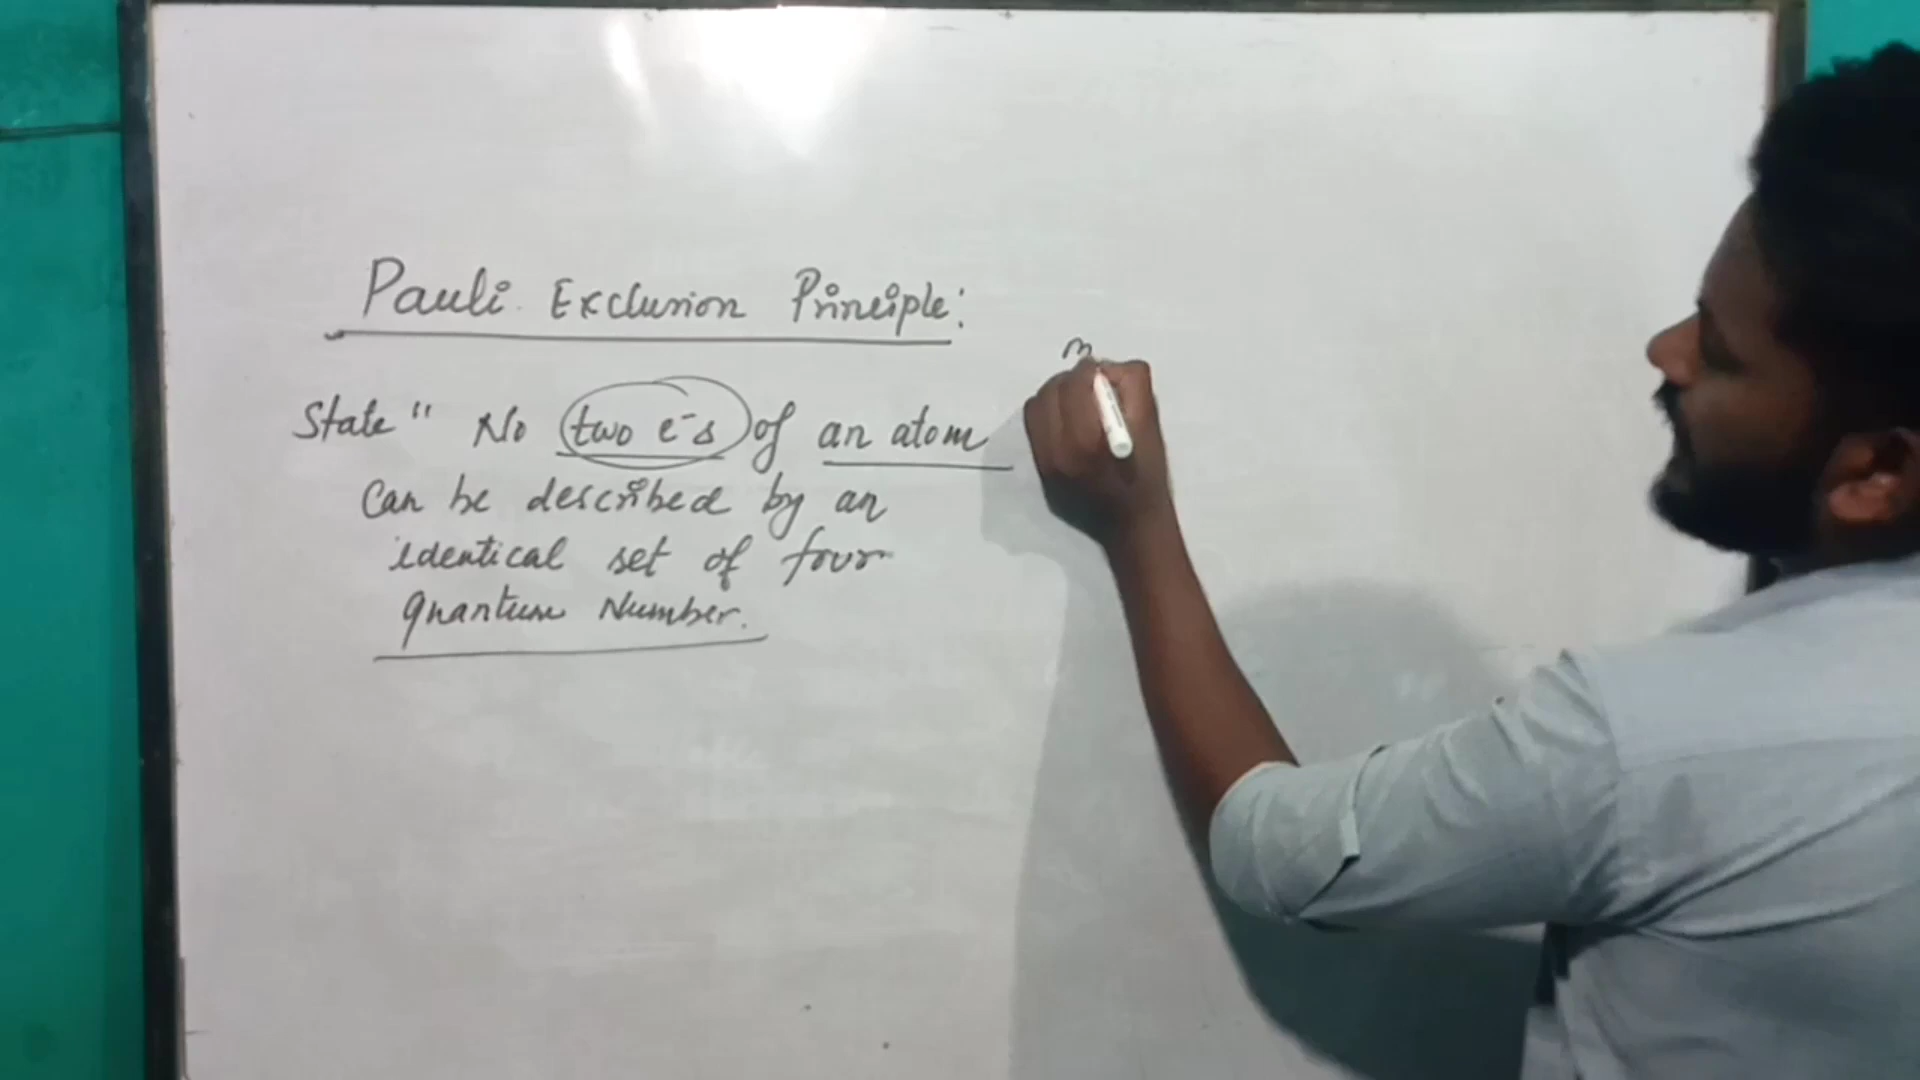 Pauli Exclusion Principle:
n
State " No two e⁻s of an atom
Can be described by an
identical set of four
quantum Number.